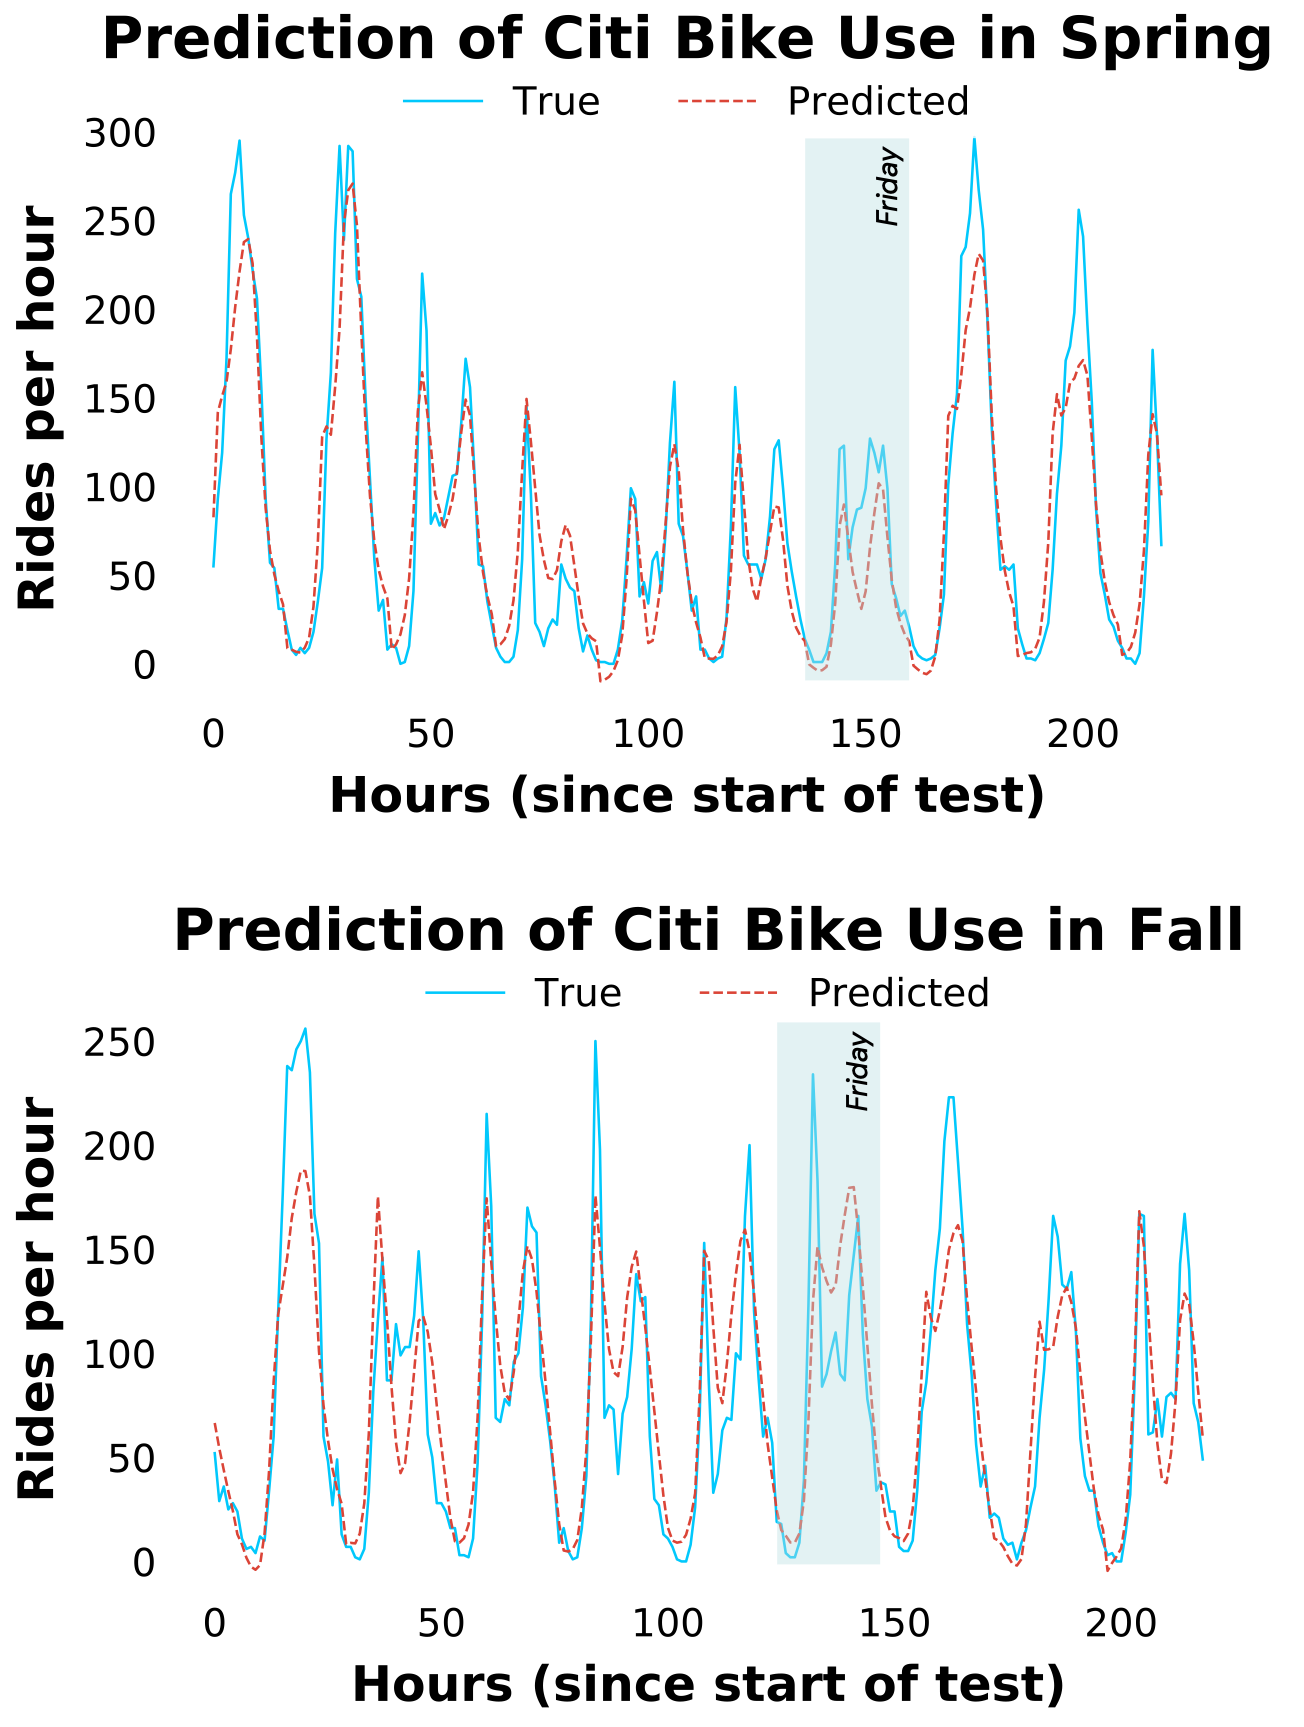 Prediction of Citi Bike Use in Spring
True Predicted
300
250
200
150
100
50
0
Rides per hour
Friday
0 50 100 150 200
Hours (since start of test)
Prediction of Citi Bike Use in Fall
True Predicted
250
200
150
100
50
0
Rides per hour
Friday
0 50 100 150 200
Hours (since start of test)